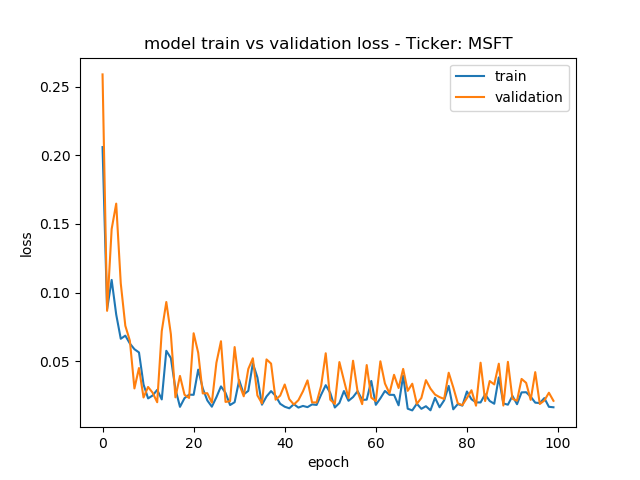 model train vs validation loss - Ticker: MSFT
train
validation
loss
0.25
0.20
0.15
0.10
0.05
0
20
40
60
80
100
epoch